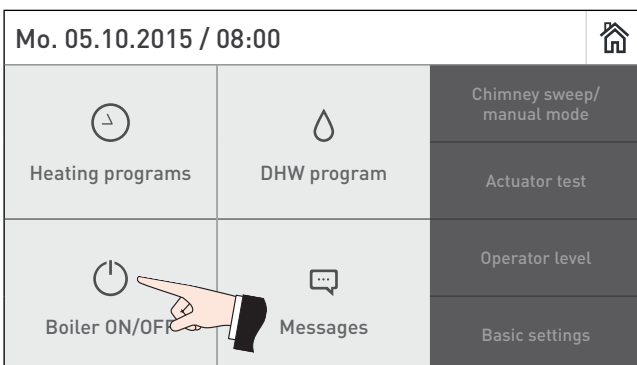 Mo. 05.10.2015 / 08:00
Heating programs
DHW program
Chimney sweep/
manual mode
Actuator test
Boiler ON/OFF
Messages
Operator level
Basic settings